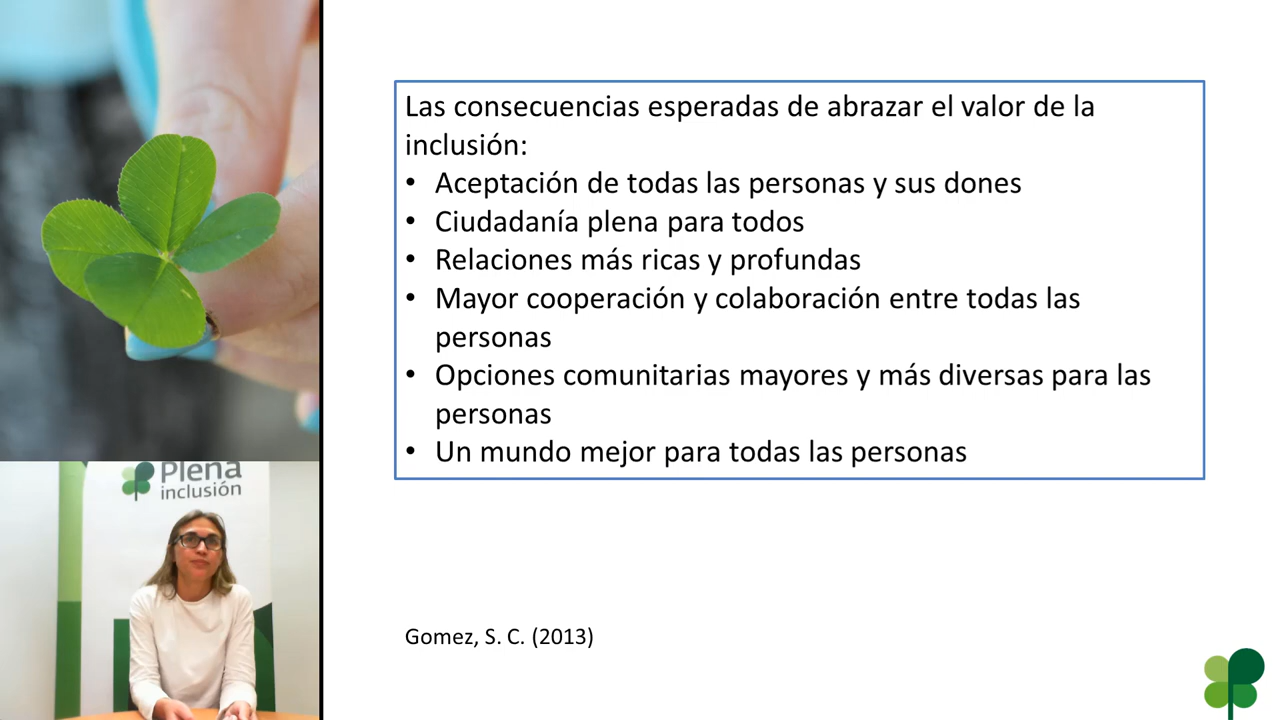 Las consecuencias esperadas de abrazar el valor de la
inclusión:
• Aceptación de todas las personas y sus dones
• Ciudadanía plena para todos
• Relaciones más ricas y profundas
• Mayor cooperación y colaboración entre todas las
personas
• Opciones comunitarias mayores y más diversas para las
personas
• Un mundo mejor para todas las personas
Plena
inclusión
Gomez, S. C. (2013)